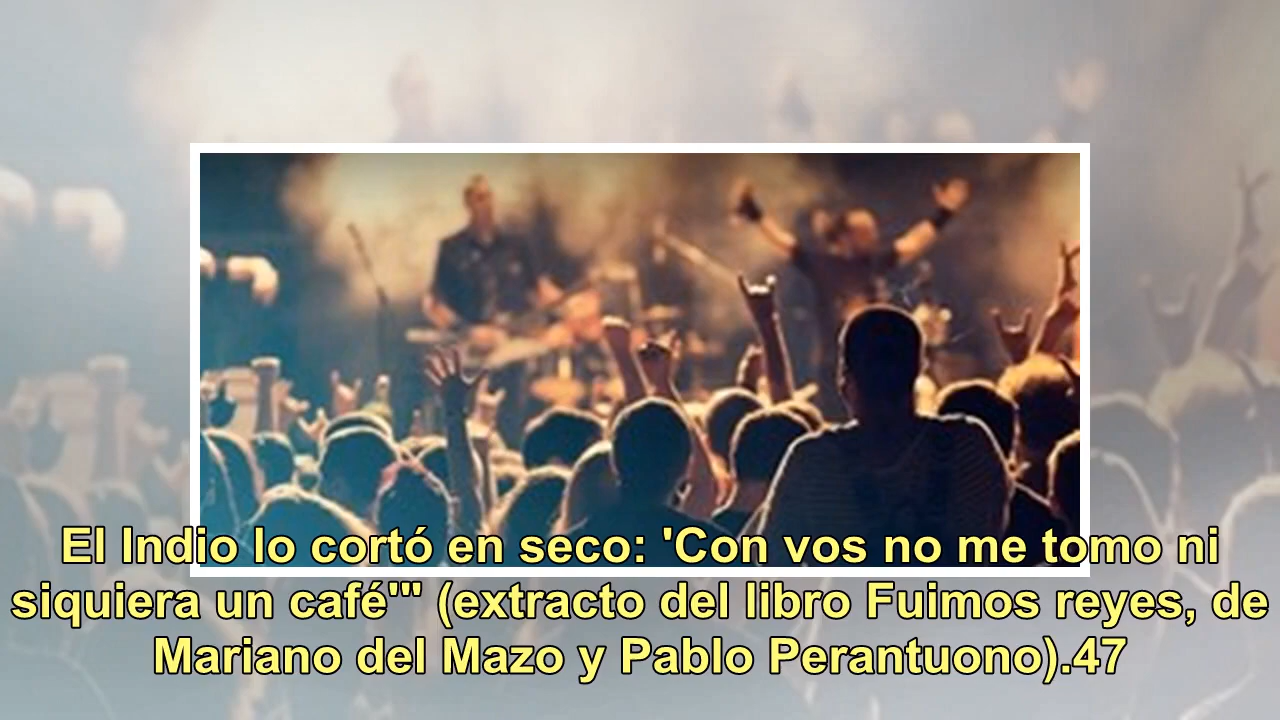 El Indio lo cortó en seco: 'Con vos no me tomo ni
siquiera un café'" (extracto del libro Fuimos reyes, de
Mariano del Mazo y Pablo Perantuono).47